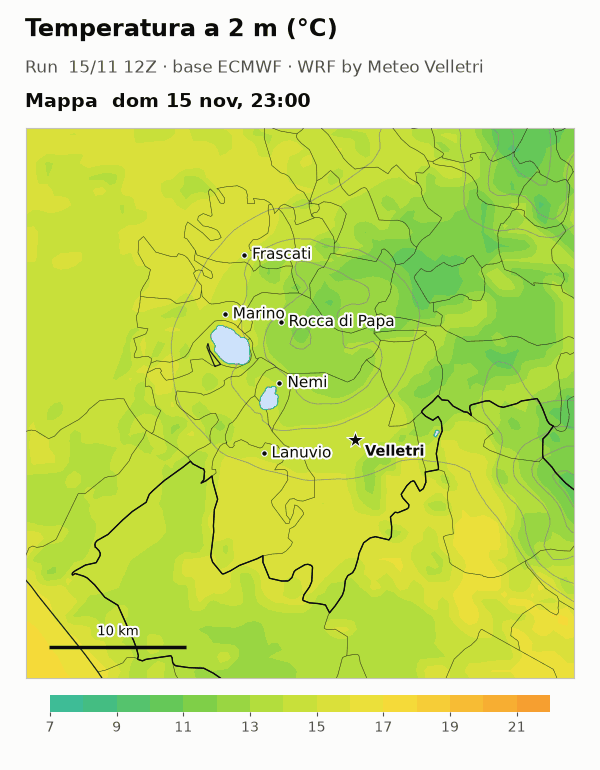 Temperatura a 2 m (°C)
Run 15/11 12Z · base ECMWF · WRF by Meteo Velletri
Mappa dom 15 nov, 23:00
Frascati
Marino
Rocca di Papa
Nemi
Velletri
Lanuvio
10 km
7 9 11 13 15 17 19 21